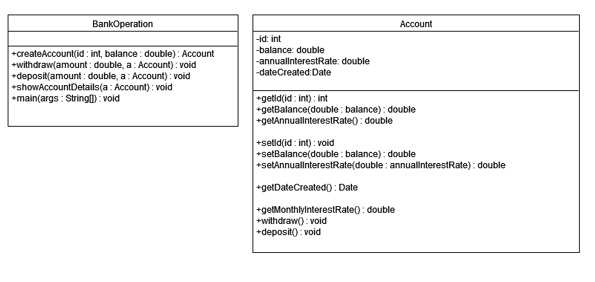 BankOperation
+createAccount(id : int, balance : double) : Account
+withdraw(amount : double, a : Account) : void
+deposit(amount : double, a : Account) : void
+showAccountDetails(a : Account) : void
+main(args : String[]) : void
Account
-id: int
-balance: double
-annualInterestRate: double
-dateCreated:Date
+getId(id : int) : int
+getBalance(double : balance) : double
+getAnnualInterestRate() : double
+setId(id : int) : void
+setBalance(double : balance) : double
+setAnnualInterestRate(double : annualInterestRate) : double
+getDateCreated() : Date
+getMonthlyInterestRate() : double
+withdraw() : void
+deposit() : void